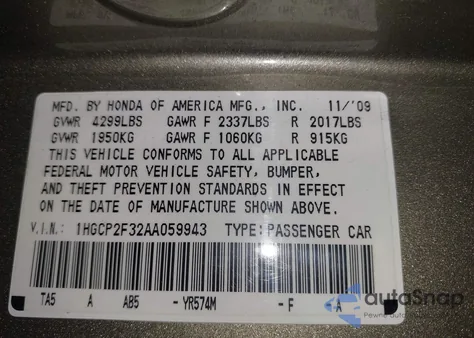 MFD. BY HONDA OF AMERICA MFG., INC. 11/'09
GVWR 4299LBS GAWR F 2337LBS R 2017LBS
GVWR 1950KG GAWR F 1060KG R 915KG
THIS VEHICLE CONFORMS TO ALL APPLICABLE
FEDERAL MOTOR VEHICLE SAFETY, BUMPER,
AND THEFT PREVENTION STANDARDS IN EFFECT
ON THE DATE OF MANUFACTURE SHOWN ABOVE.
V.I.N.: 1HGCP2F32AA059943 TYPE:PASSENGER CAR
TA5 A AB5 -YR574M -F -A
autoSnap